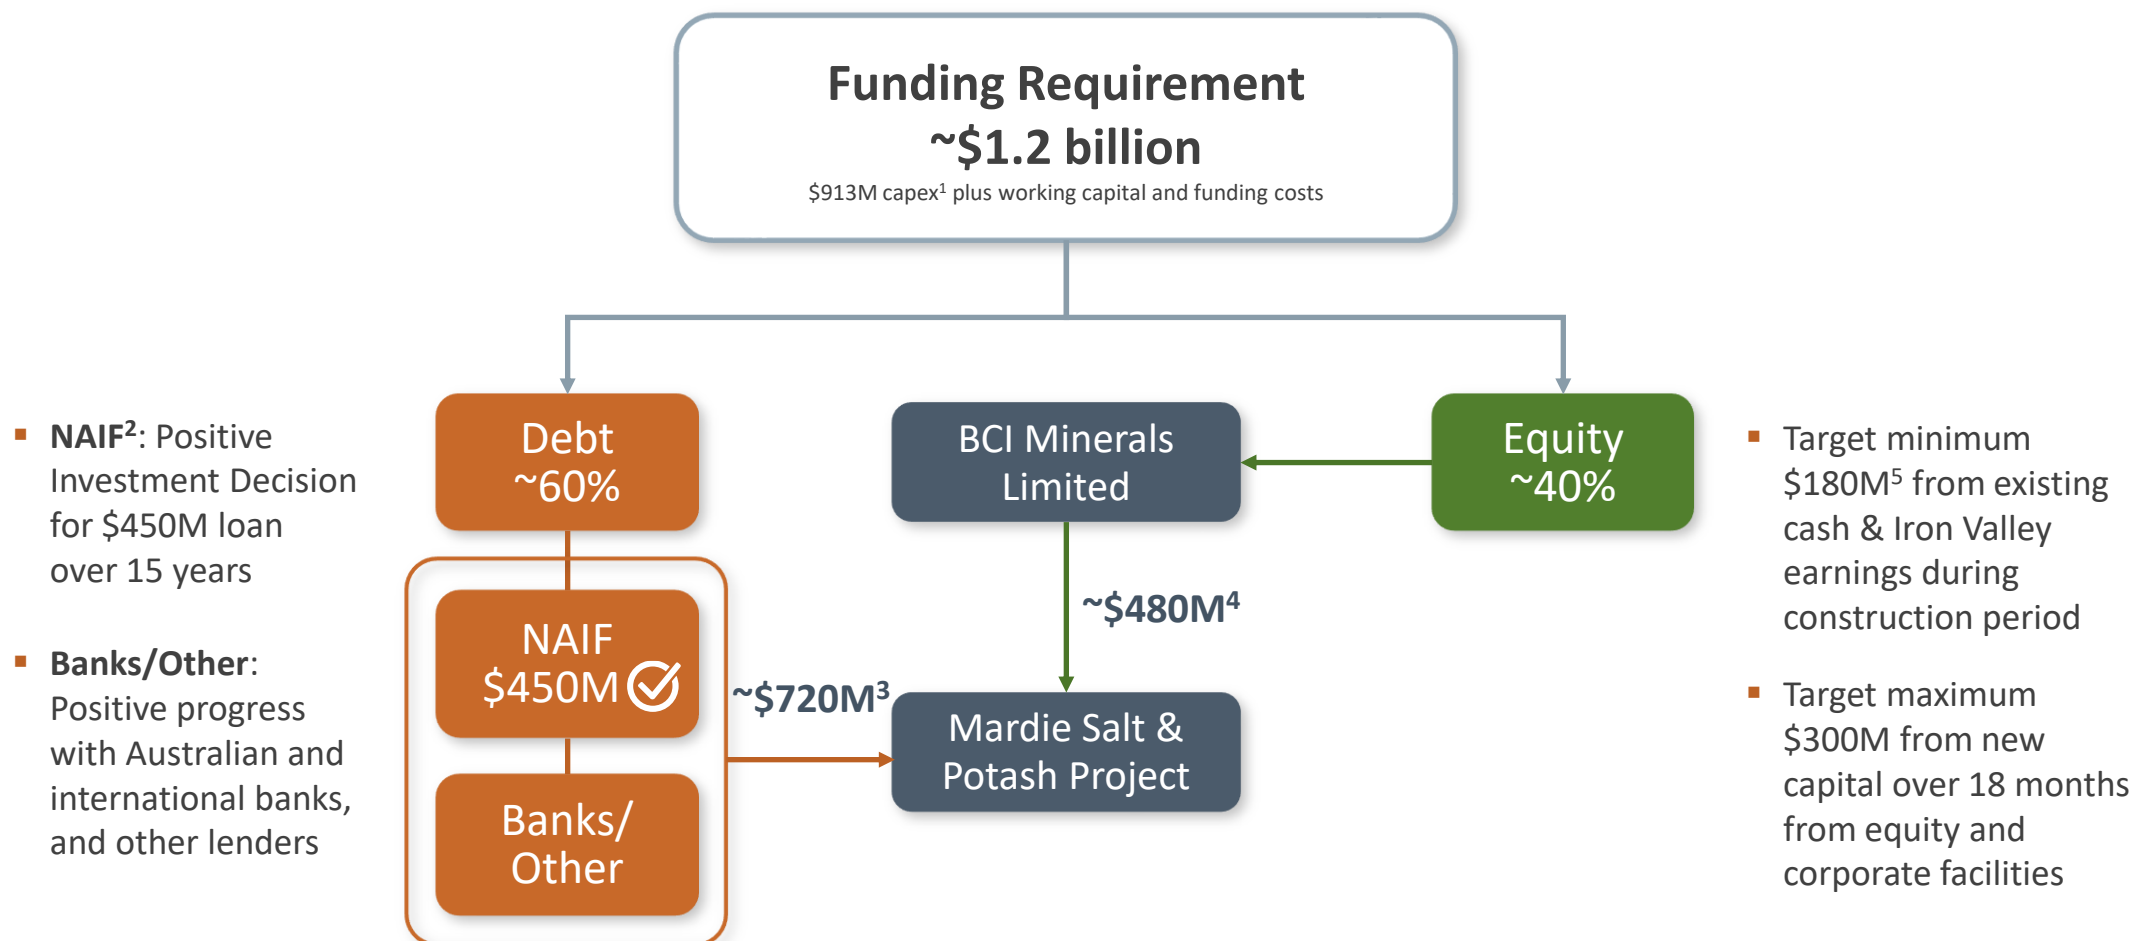 Funding Requirement
~$1.2 billion
$913M capex¹ plus working capital and funding costs
▪ NAIF²: Positive
Investment Decision
for $450M loan
over 15 years
▪ Banks/Other:
Positive progress
with Australian and
international banks,
and other lenders
Debt
~60%
NAIF
$450M
Banks/
Other
~$720M³
BCI Minerals
Limited
~$480M⁴
Mardie Salt &
Potash Project
Equity
~40%
▪ Target minimum
$180M⁵ from existing
cash & Iron Valley
earnings during
construction period
▪ Target maximum
$300M from new
capital over 18 months
from equity and
corporate facilities